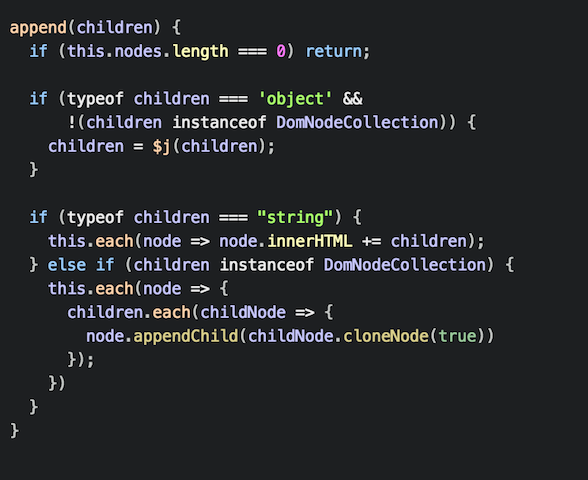 append(children) {
  if (this.nodes.length === 0) return;

  if (typeof children === 'object' &&
      !(children instanceof DomNodeCollection)) {
    children = $j(children);
  }

  if (typeof children === "string") {
    this.each(node => node.innerHTML += children);
  } else if (children instanceof DomNodeCollection) {
    this.each(node => {
      children.each(childNode => {
        node.appendChild(childNode.cloneNode(true))
      });
    })
  }
}